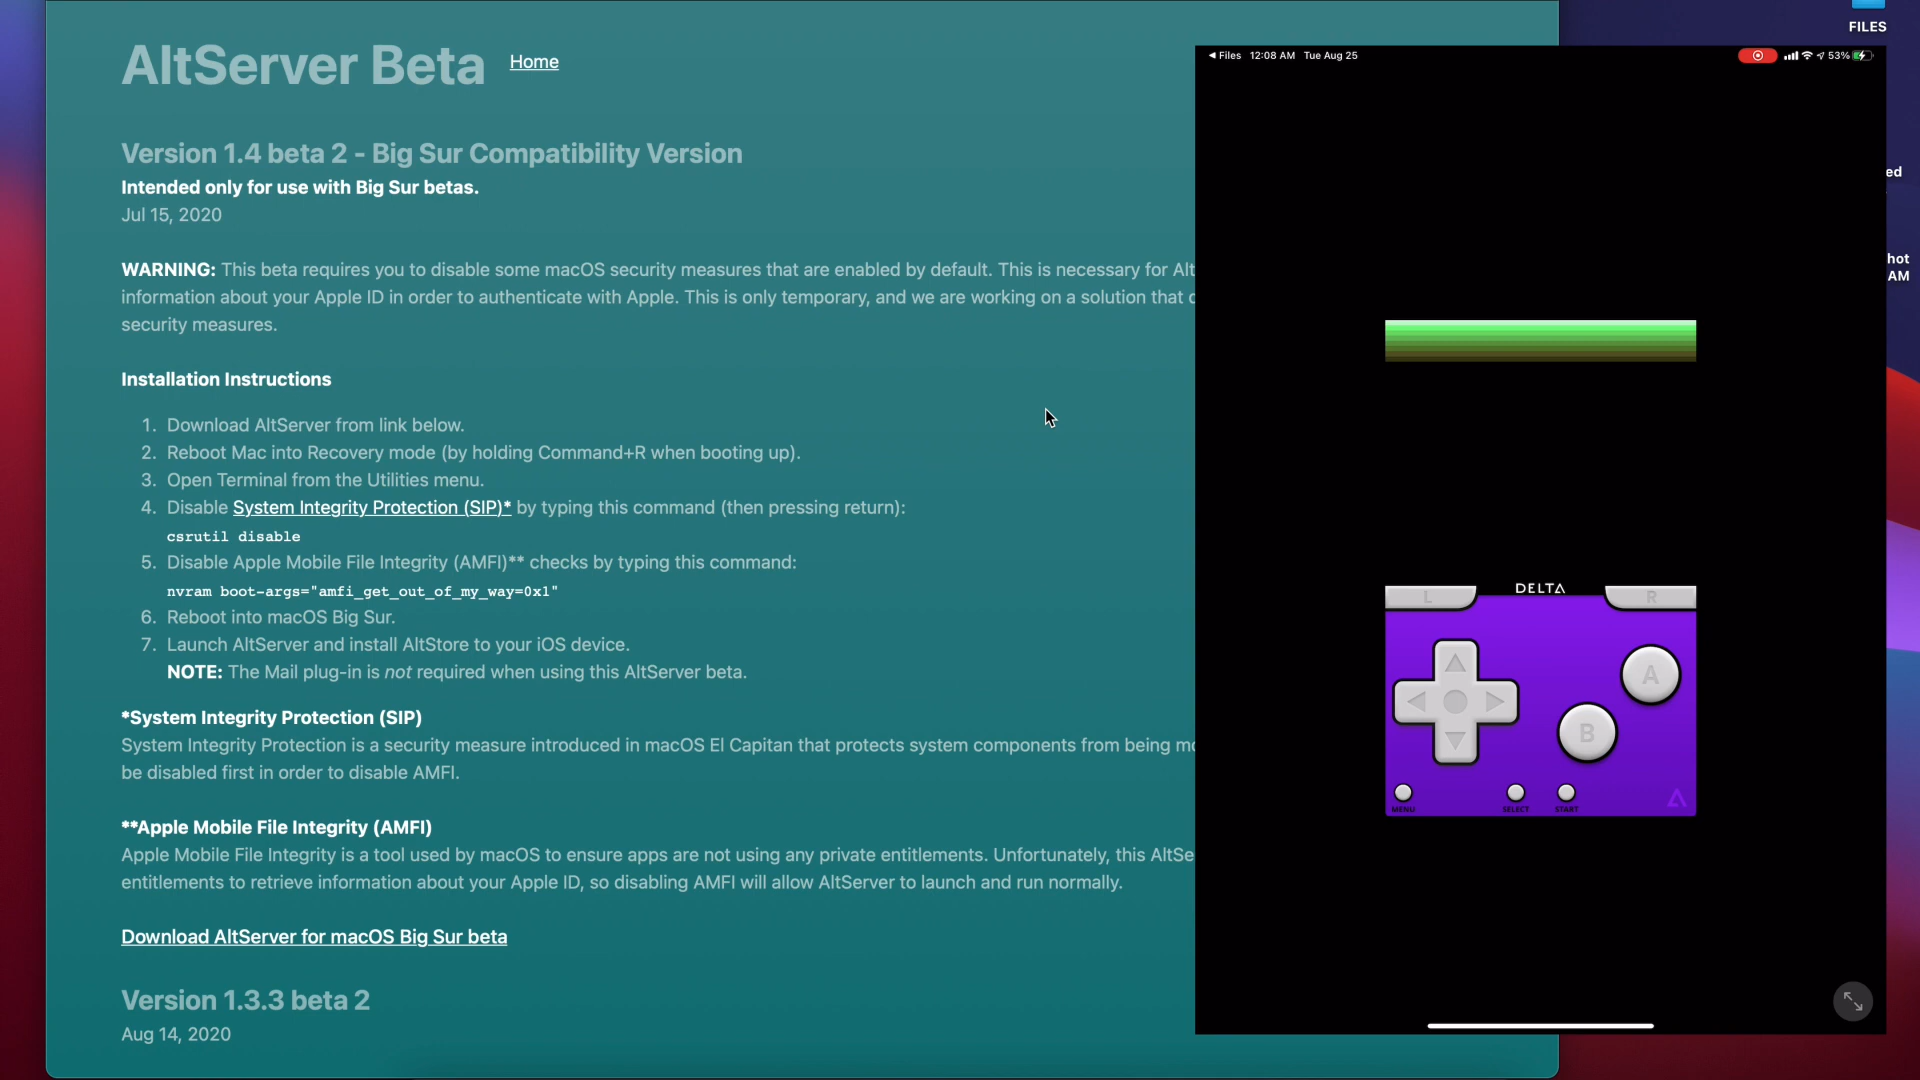 AltServer Beta Home
Version 1.4 beta 2 - Big Sur Compatibility Version
Intended only for use with Big Sur betas.
Jul 15, 2020
WARNING: This beta requires you to disable some macOS security measures that are enabled by default. This is necessary for Alt
information about your Apple ID in order to authenticate with Apple. This is only temporary, and we are working on a solution that
security measures.
Installation Instructions
1. Download AltServer from link below.
2. Reboot Mac into Recovery mode (by holding Command+R when booting up).
3. Open Terminal from the Utilities menu.
4. Disable System Integrity Protection (SIP)* by typing this command (then pressing return):
csrutil disable
5. Disable Apple Mobile File Integrity (AMFI)** checks by typing this command:
nvram boot-args="amfi_get_out_of_my_way=0x1"
6. Reboot into macOS Big Sur.
7. Launch AltServer and install AltStore to your iOS device.
NOTE: The Mail plug-in is not required when using this AltServer beta.
*System Integrity Protection (SIP)
System Integrity Protection is a security measure introduced in macOS El Capitan that protects system components from being
be disabled first in order to disable AMFI.
**Apple Mobile File Integrity (AMFI)
Apple Mobile File Integrity is a tool used by macOS to ensure apps are not using any private entitlements. Unfortunately, this AltSe
entitlements to retrieve information about your Apple ID, so disabling AMFI will allow AltServer to launch and run normally.
Download AltServer for macOS Big Sur beta
Version 1.3.3 beta 2
Aug 14, 2020
FILES
Files 12:08 AM Tue Aug 25
53%
ed
hot
AM
DELTA
L
R
A
B
MENU
SELECT
START